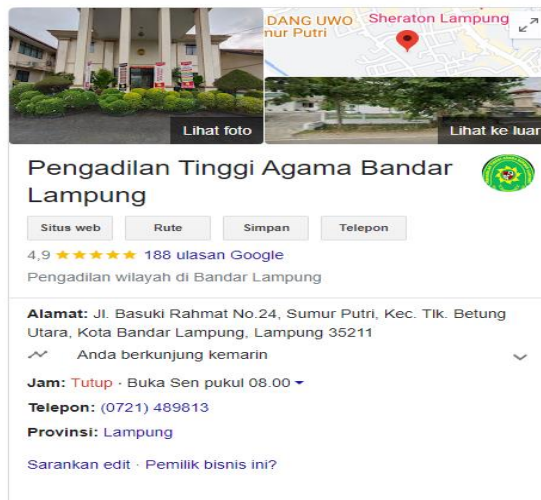 DANG UWO
nur Putri
Sheraton Lampung
Lihat foto
Lihat ke luar
Pengadilan Tinggi Agama Bandar
Lampung
Situs web
Rute
Simpan
Telepon
4,9 188 ulasan Google
Pengadilan wilayah di Bandar Lampung
Alamat: Jl. Basuki Rahmat No.24, Sumur Putri, Kec. Tlk. Betung
Utara, Kota Bandar Lampung, Lampung 35211
Anda berkunjung kemarin
Jam: Tutup · Buka Sen pukul 08.00
Telepon: (0721) 489813
Provinsi: Lampung
Sarankan edit · Pemilik bisnis ini?